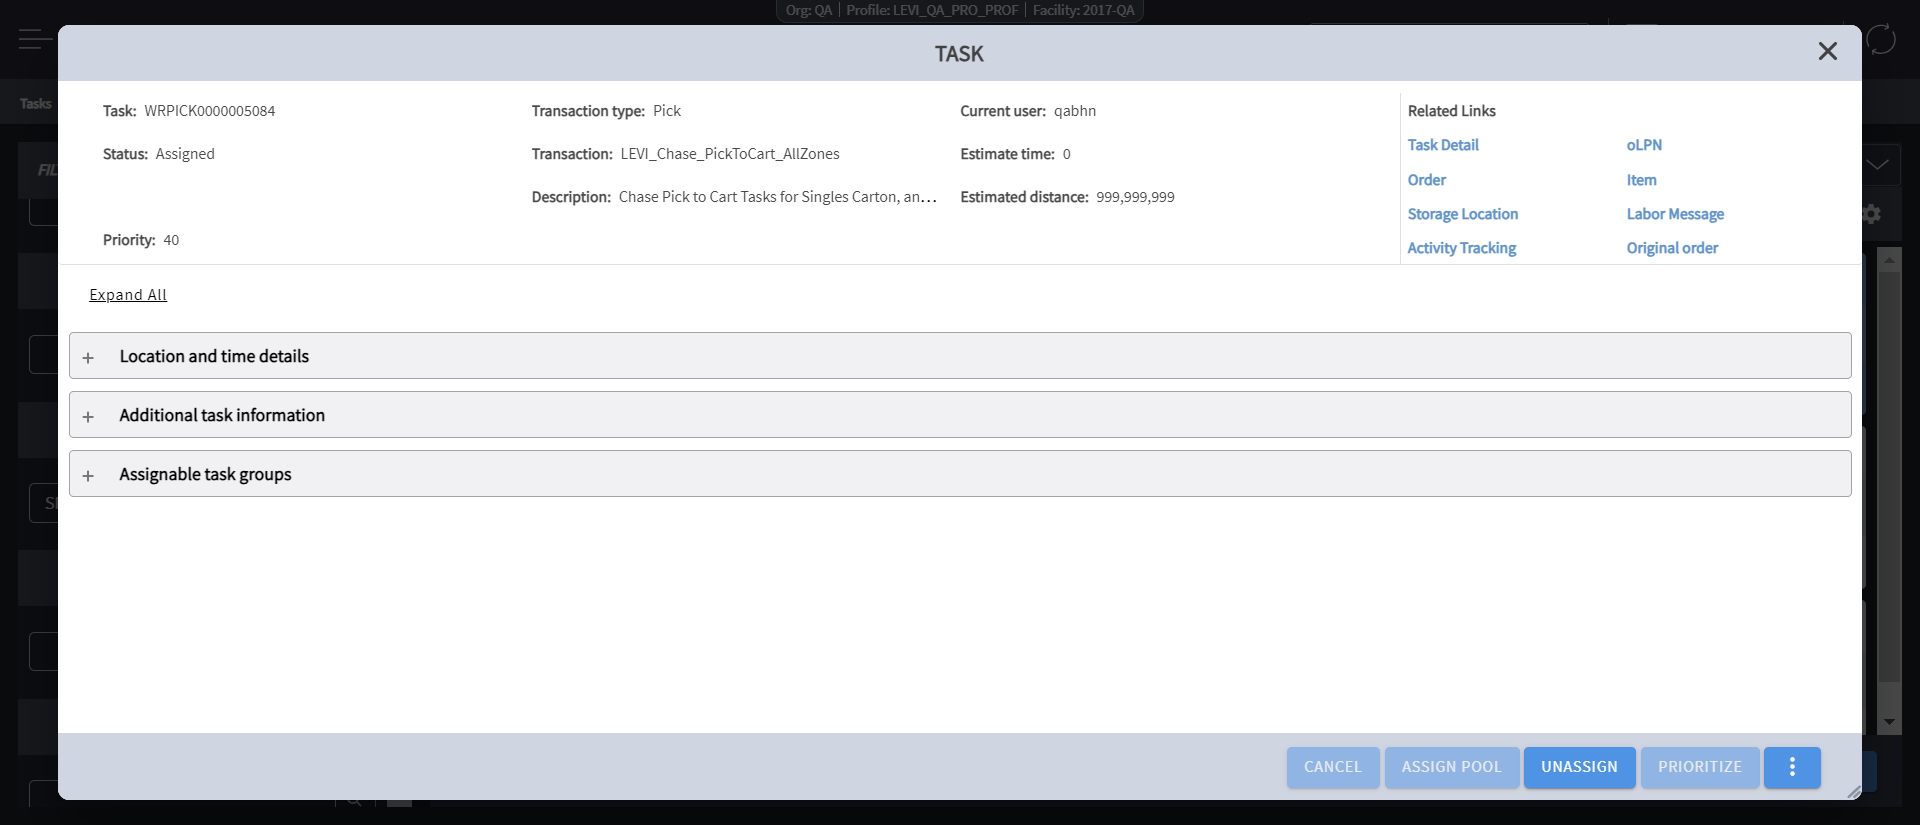 Org: QA | Profile: LEVI_QA_PRO_PROF | Facility: 2017-QA
TASK
Tasks
Task: WRPICK0000005084
Status: Assigned
Priority: 40
Transaction type: Pick
Transaction: LEVI_Chase_PickToCart_AllZones
Description: Chase Pick to Cart Tasks for Singles Carton, an...
Current user: qabhn
Estimate time: 0
Estimated distance: 999,999,999
Related Links
Task Detail oLPN
Order Item
Storage Location Labor Message
Activity Tracking Original order
Expand All
+ Location and time details
+ Additional task information
+ Assignable task groups
CANCEL ASSIGN POOL UNASSIGN PRIORITIZE